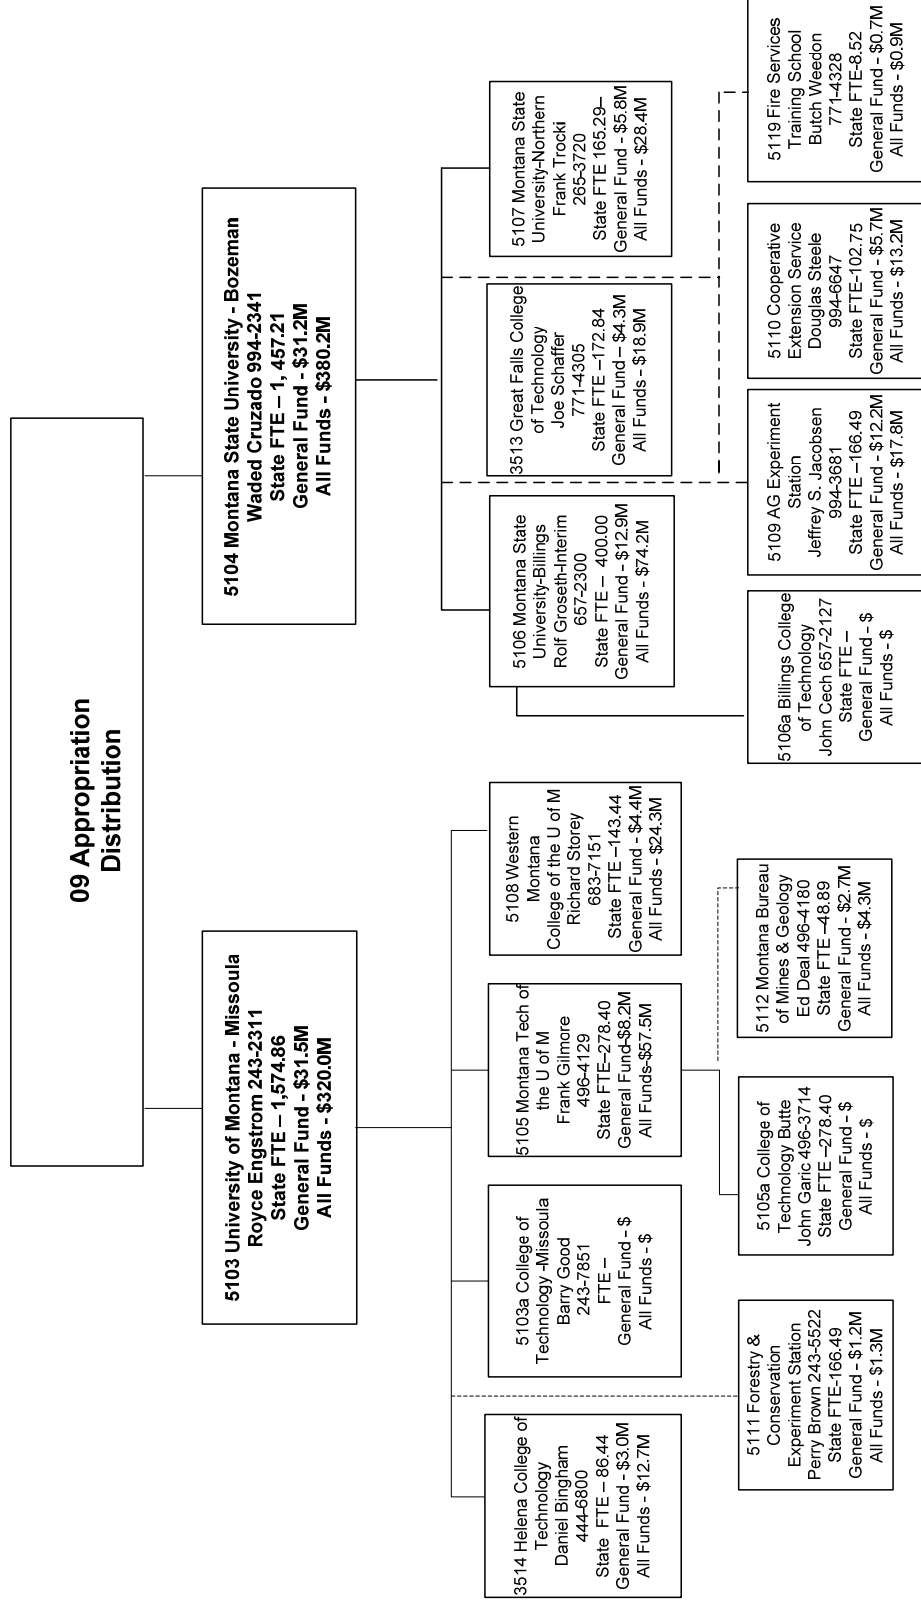 09 Appropriation
Distribution
5103 University of Montana - Missoula
Royce Engstrom 243-2311
State FTE – 1,574.86
General Fund - $31.5M
All Funds - $320.0M
5104 Montana State University - Bozeman
Waded Cruzado 994-2341
State FTE – 1, 457.21
General Fund - $31.2M
All Funds - $380.2M
3514 Helena College of
Technology
Daniel Bingham
444-6800
State FTE – 86.44
General Fund - $3.0M
All Funds - $12.7M
5103a College of
Technology -Missoula
Barry Good
243-7851
FTE –
General Fund - $
All Funds - $
5105 Montana Tech of
the U of M
Frank Gilmore
496-4129
State FTE–278.40
General Fund-$8.2M
All Funds-$57.5M
5108 Western
Montana
College of the U of M
Richard Storey
683-7151
State FTE –143.44
General Fund - $4.4M
All Funds - $24.3M
5106 Montana State
University-Billings
Rolf Groseth-Interim
657-2300
State FTE – 400.00
General Fund - $12.9M
All Funds - $74.2M
3513 Great Falls College
of Technology
Joe Schaffer
771-4305
State FTE –172.84
General Fund – $4.3M
All Funds - $18.9M
5107 Montana State
University-Northern
Frank Trocki
265-3720
State FTE 165.29–
General Fund - $5.8M
All Funds - $28.4M
5111 Forestry &
Conservation
Experiment Station
Perry Brown 243-5522
State FTE-166.49
General Fund - $1.2M
All Funds - $1.3M
5105a College of
Technology Butte
John Garic 496-3714
State FTE –278.40
General Fund - $
All Funds - $
5112 Montana Bureau
of Mines & Geology
Ed Deal 496-4180
State FTE –48.89
General Fund - $2.7M
All Funds - $4.3M
5106a Billings College
of Technology
John Cech 657-2127
State FTE –
General Fund - $
All Funds - $
5109 AG Experiment
Station
Jeffrey S. Jacobsen
994-3681
State FTE –166.49
General Fund - $12.2M
All Funds - $17.8M
5110 Cooperative
Extension Service
Douglas Steele
994-6647
State FTE-102.75
General Fund - $5.7M
All Funds - $13.2M
5119 Fire Services
Training School
Butch Weedon
771-4328
State FTE-8.52
General Fund - $0.7M
All Funds - $0.9M